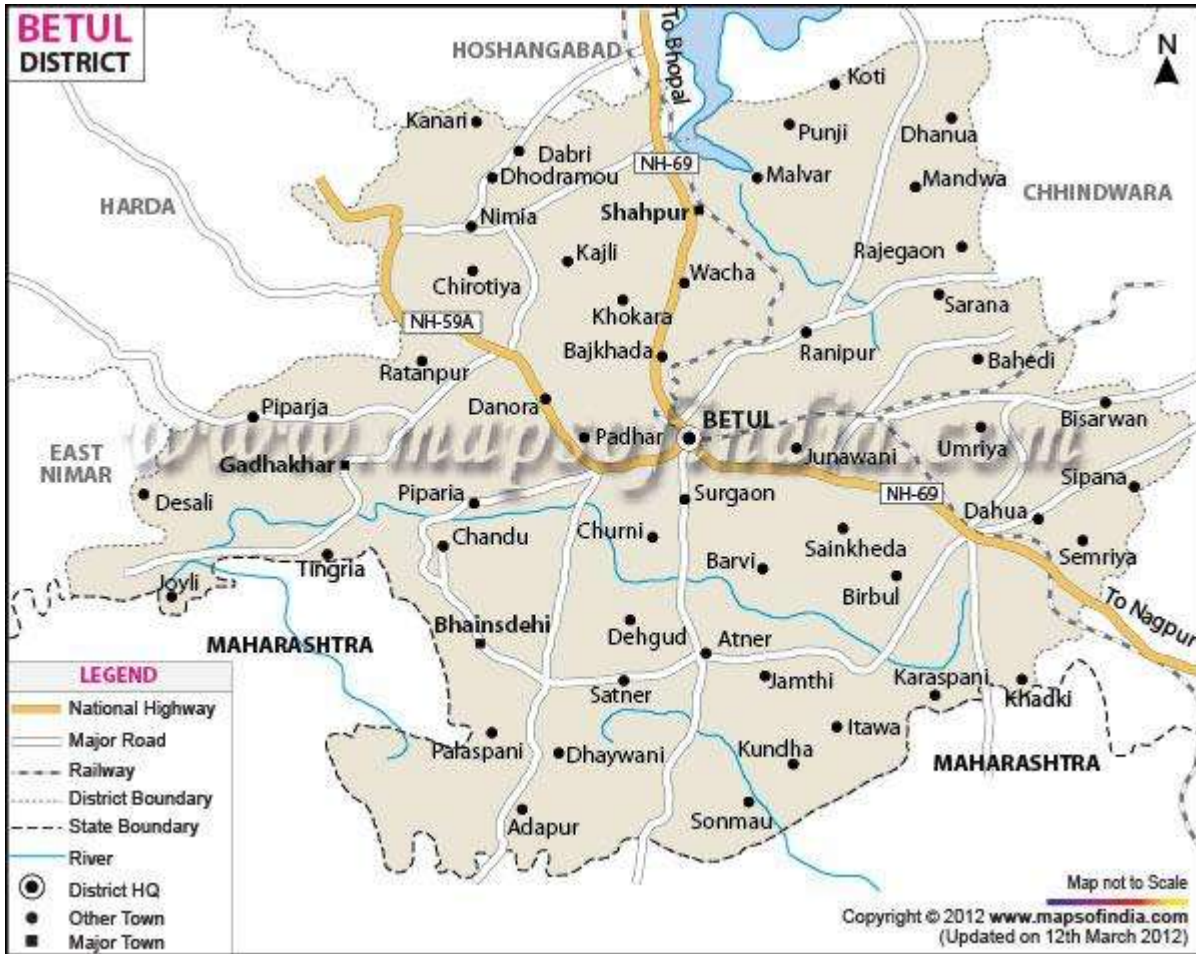 BETUL
DISTRICT
HOSHANGABAD
To Bhopal
N
Koti
Kanari
Punji
Dhanua
Dabri
NH-69
Dhodramou
Malvar
Mandwa
CHHINDWARA
HARDA
Shahpur
Nimia
Kajli
Rajegaon
Chirotiya
Wacha
Khokara
Sarana
NH-59A
Bajkhada
Ranipur
Bahedi
Ratanpur
Piparja
Danora
BETUL
Bisarwan
www.mapsofindia.com
Padhar
Umriya
EAST
NIMAR
Gadhakhar
Junawani
Sipana
Desali
Piparia
Surgaon
NH-69
Dahua
Chandu
Churni
Sainkheda
Semriya
Tingria
Barvi
Joyli
Birbul
To Nagpur
MAHARASHTRA
Bhainsdehi
Dehgud
Atner
Satner
Jamthi
Karaspani
Khadki
Palaspani
Dhaywani
Itawa
Kundha
MAHARASHTRA
Adapur
Sonmau
LEGEND
National Highway
Major Road
Railway
District Boundary
State Boundary
River
District HQ
Other Town
Major Town
Map not to Scale
Copyright © 2012 www.mapsofindia.com
(Updated on 12th March 2012)